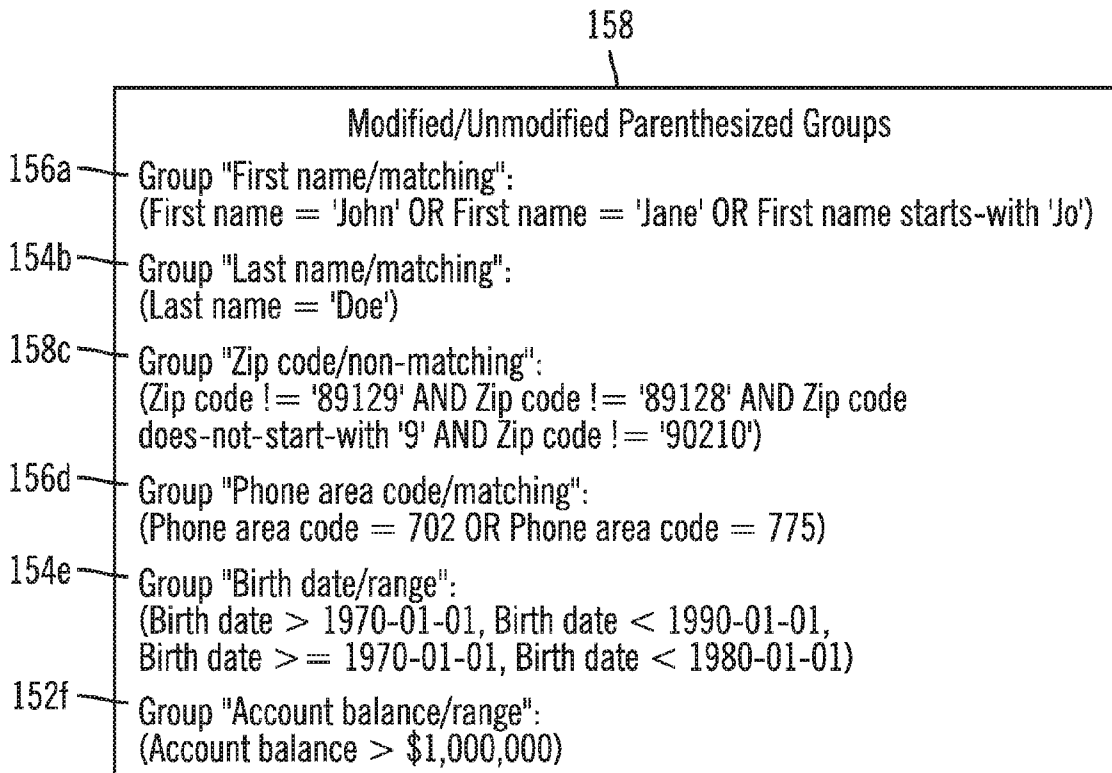 158
Modified/Unmodified Parenthesized Groups
156a Group "First name/matching":
(First name = 'John' OR First name = 'Jane' OR First name starts-with 'Jo')
154b Group "Last name/matching":
(Last name = 'Doe')
158c Group "Zip code/non-matching":
(Zip code != '89129' AND Zip code != '89128' AND Zip code
does-not-start-with '9' AND Zip code != '90210')
156d Group "Phone area code/matching":
(Phone area code = 702 OR Phone area code = 775)
154e Group "Birth date/range":
(Birth date > 1970-01-01, Birth date < 1990-01-01,
Birth date >= 1970-01-01, Birth date < 1980-01-01)
152f Group "Account balance/range":
(Account balance > $1,000,000)